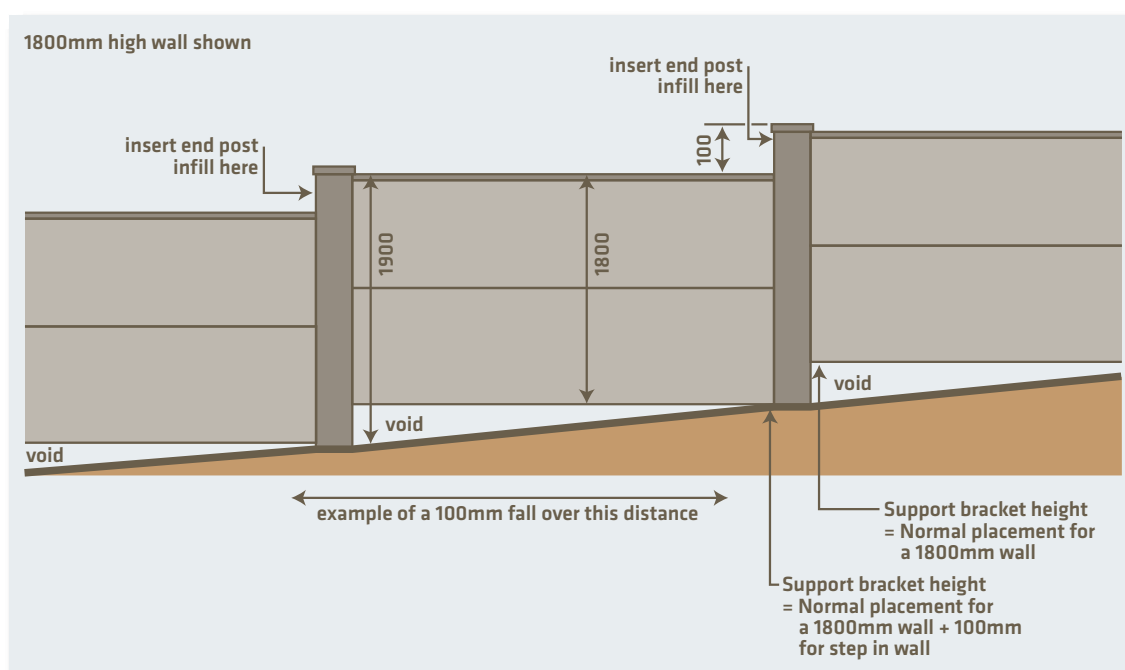 1800mm high wall shown
insert end post
infill here
insert end post
infill here
100
1900
1800
void
void
void
example of a 100mm fall over this distance
Support bracket height
= Normal placement for
a 1800mm wall
Support bracket height
= Normal placement for
a 1800mm wall + 100mm
for step in wall